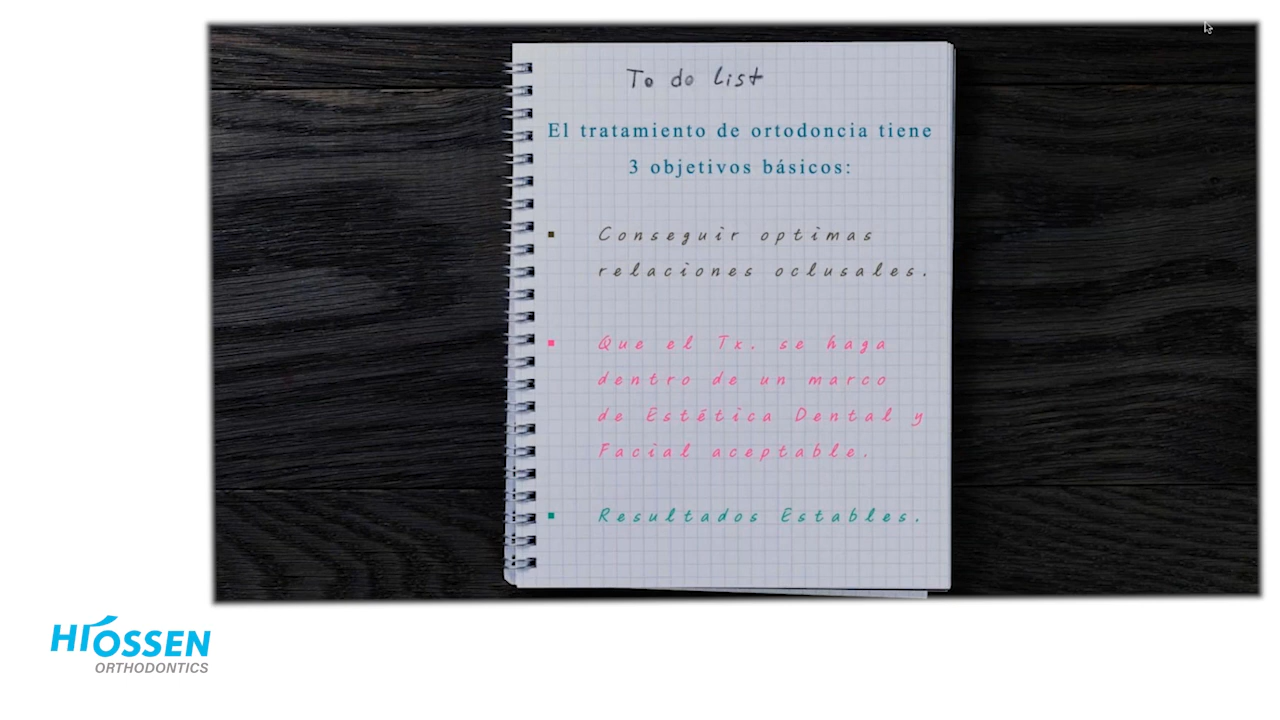 To do list
El tratamiento de ortodoncia tiene
3 objetivos básicos:
▪ Conseguir optimas
relaciones oclusales.
▪ Que el Tx. se haga
dentro de un marco
de Estética Dental y
Facial aceptable.
▪ Resultados Estables.
HIOSSEN
ORTHODONTICS